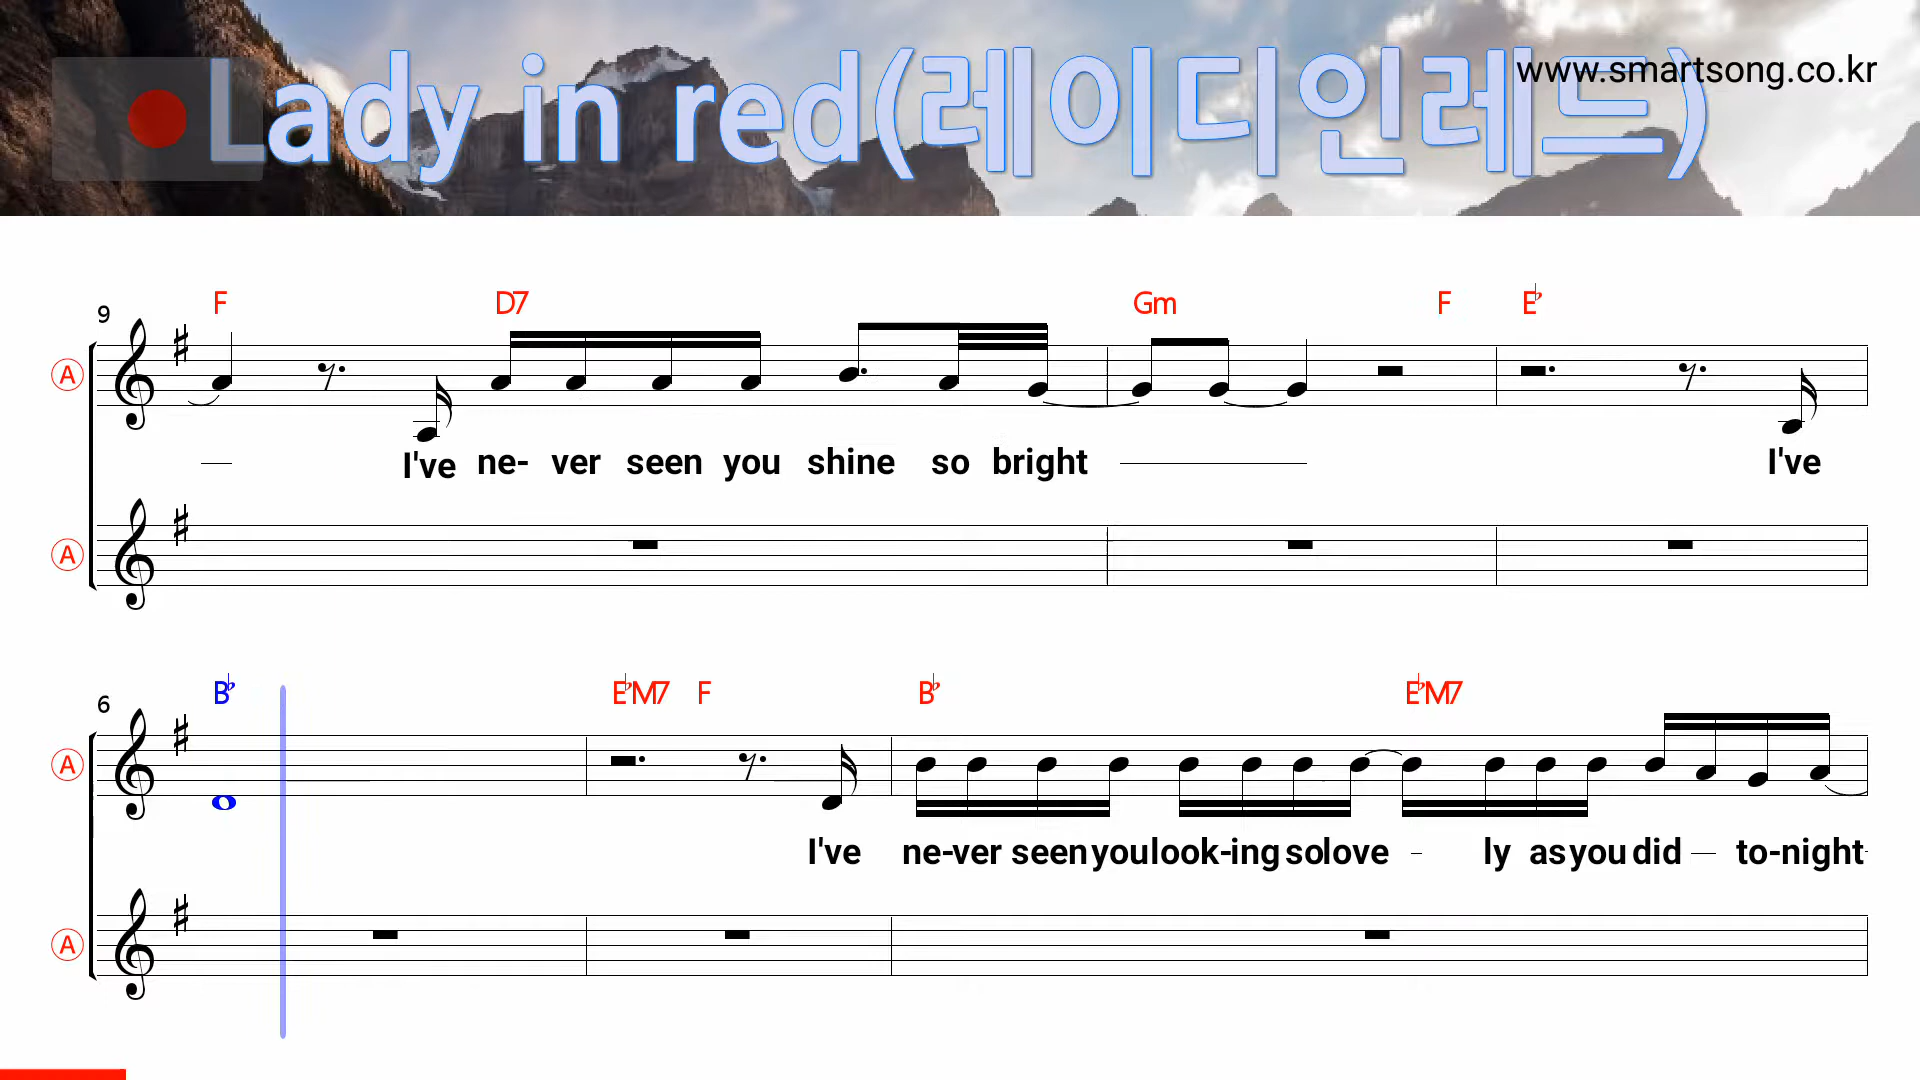 Lady in red(레이디인레드)
www.smartsong.co.kr
F D7 Gm F E♭
9
A
I've ne- ver seen you shine so bright I've
A
B♭ E♭M7 F B♭ E♭M7
6
A
I've ne-ver seen you look-ing so love - ly as you did — to-night
A